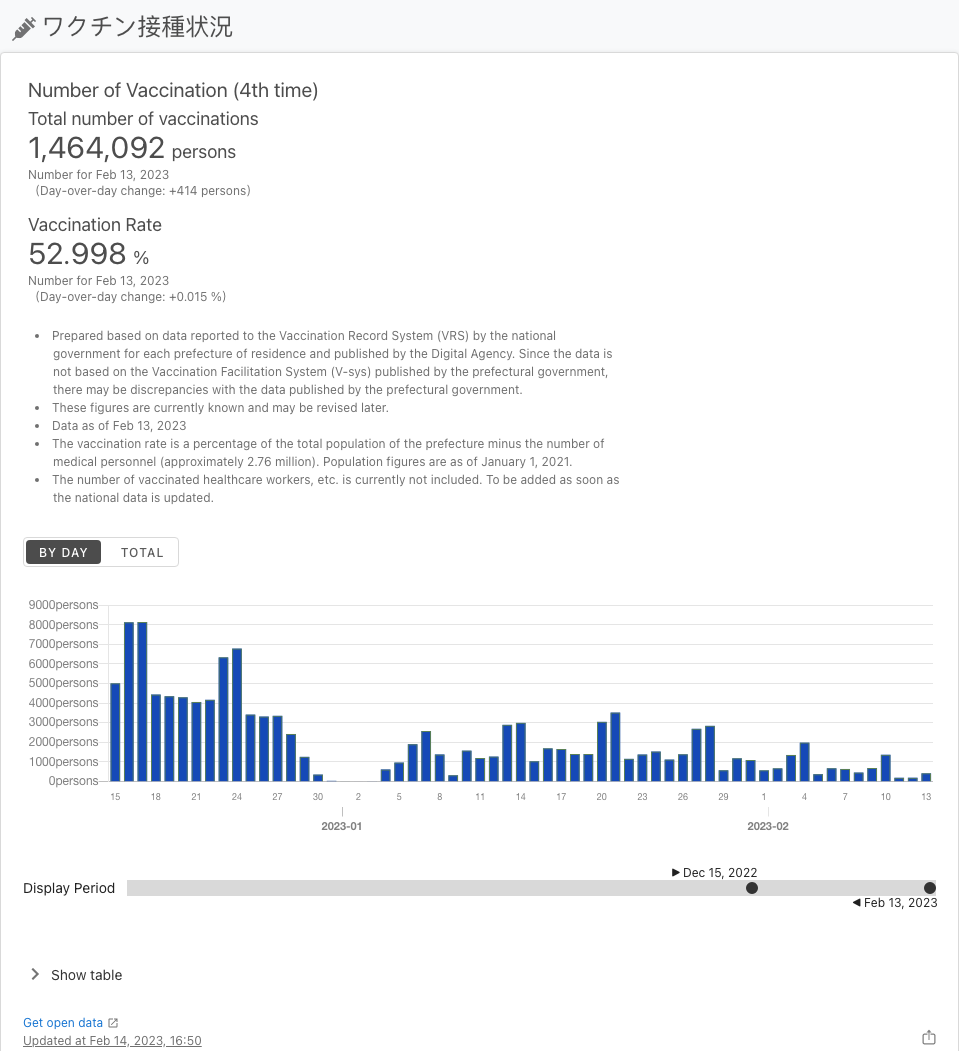 ワクチン接種状況
Number of Vaccination (4th time)
Total number of vaccinations
1,464,092 persons
Number for Feb 13, 2023
(Day-over-day change: +414 persons)
Vaccination Rate
52.998 %
Number for Feb 13, 2023
(Day-over-day change: +0.015 %)
• Prepared based on data reported to the Vaccination Record System (VRS) by the national
government for each prefecture of residence and published by the Digital Agency. Since the data is
not based on the Vaccination Facilitation System (V-sys) published by the prefectural government,
there may be discrepancies with the data published by the prefectural government.
• These figures are currently known and may be revised later.
• Data as of Feb 13, 2023
• The vaccination rate is a percentage of the total population of the prefecture minus the number of
medical personnel (approximately 2.76 million). Population figures are as of January 1, 2021.
• The number of vaccinated healthcare workers, etc. is currently not included. To be added as soon as
the national data is updated.
BY DAY TOTAL
9000persons
8000persons
7000persons
6000persons
5000persons
4000persons
3000persons
2000persons
1000persons
0persons
15 18 21 24 27 30 2 5 8 11 14 17 20 23 26 29 1 4 7 10 13
2023-01 2023-02
Dec 15, 2022
Display Period
Feb 13, 2023
Show table
Get open data
Updated at Feb 14, 2023, 16:50